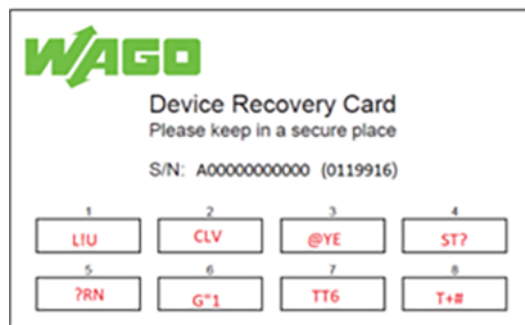 WAGO
Device Recovery Card
Please keep in a secure place
S/N: A00000000000 (0119916)
1 2 3 4
L!U CLV @YE ST?
5 6 7 8
?RN G"1 TT6 T+#